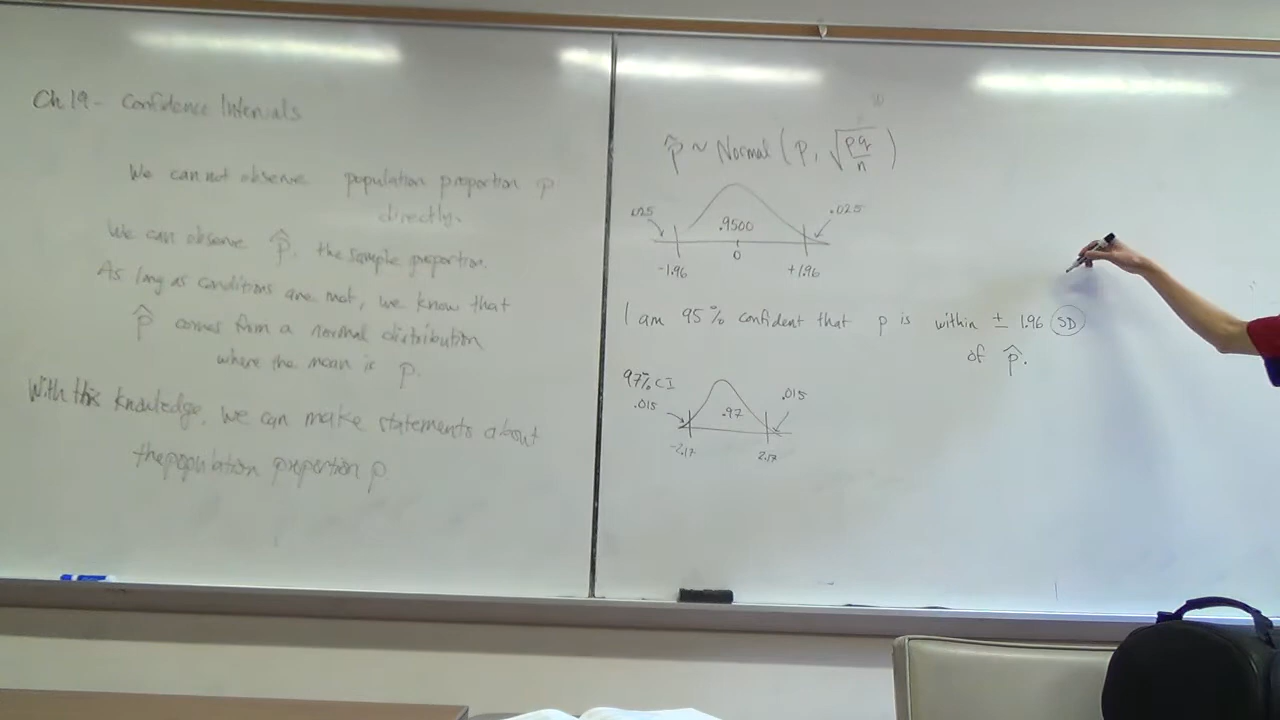 Ch 19 - Confidence Intervals
We can not observe population proportion p
directly.
We can observe p̂, the sample proportion.
As long as conditions are met, we know that
p̂ comes from a normal distribution
where the mean is p.
With this knowledge, we can make statements about
the population proportion p
p̂ ~ Normal (p, √(pq/n))
.025 .9500 .025
0
-1.96 +1.96
I am 95% confident that p is within ± 1.96 SD
of p̂.
97% CI
.015 .97 .015
-2.17 2.17